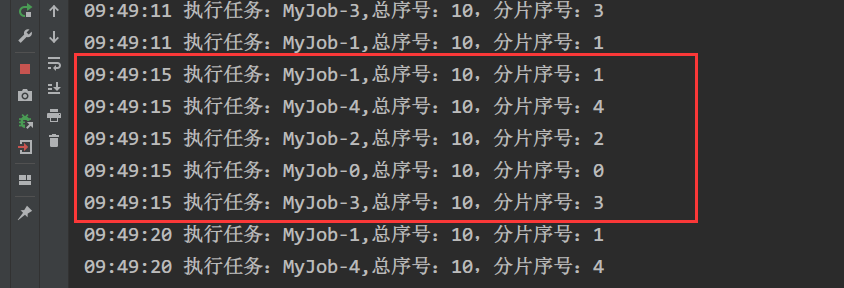 09:49:11 执行任务：MyJob-3,总序号：10，分片序号：3
09:49:11 执行任务：MyJob-1,总序号：10，分片序号：1
09:49:15 执行任务：MyJob-1,总序号：10，分片序号：1
09:49:15 执行任务：MyJob-4,总序号：10，分片序号：4
09:49:15 执行任务：MyJob-2,总序号：10，分片序号：2
09:49:15 执行任务：MyJob-0,总序号：10，分片序号：0
09:49:15 执行任务：MyJob-3,总序号：10，分片序号：3
09:49:20 执行任务：MyJob-1,总序号：10，分片序号：1
09:49:20 执行任务：MyJob-4,总序号：10，分片序号：4